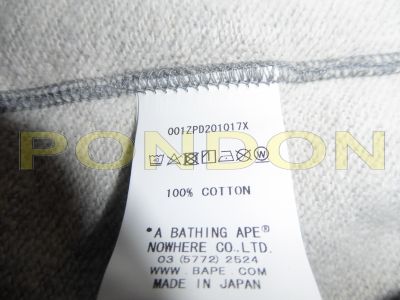 001ZPD201017X
PONDON
100% COTTON
*A BATHING APE®
NOWHERE CO.,LTD.
03 (5772) 2524
WWW.BAPE.COM
MADE IN JAPAN